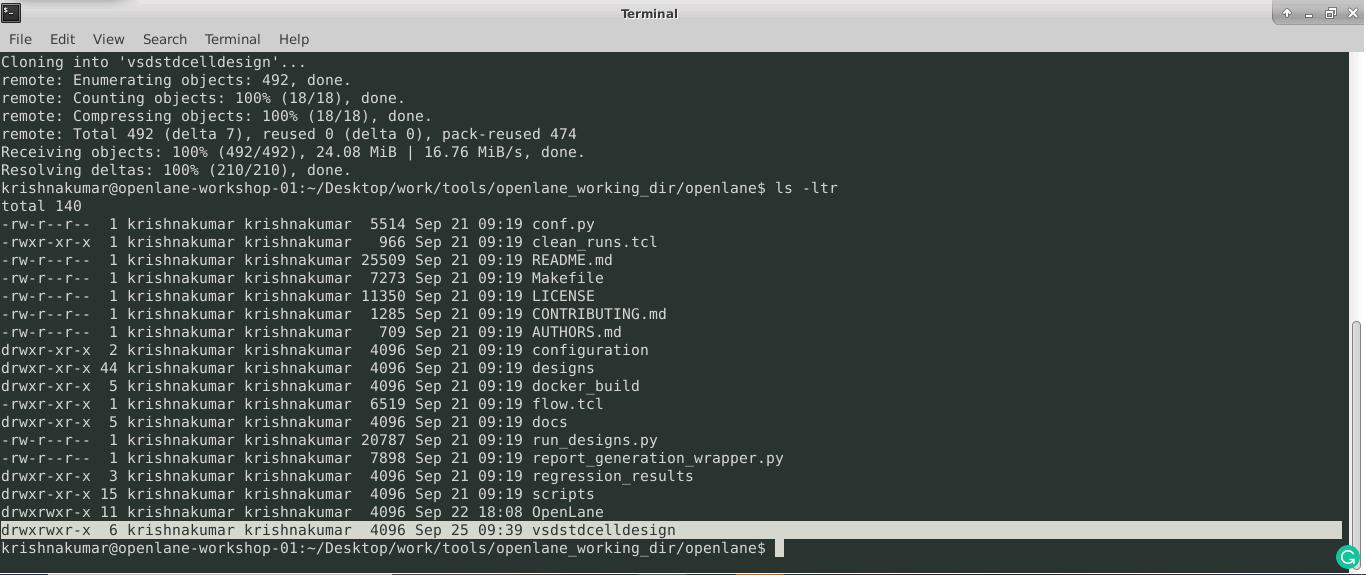 Terminal
File Edit View Search Terminal Help
Cloning into 'vsdstdcelldesign'...
remote: Enumerating objects: 492, done.
remote: Counting objects: 100% (18/18), done.
remote: Compressing objects: 100% (18/18), done.
remote: Total 492 (delta 7), reused 0 (delta 0), pack-reused 474
Receiving objects: 100% (492/492), 24.08 MiB | 16.76 MiB/s, done.
Resolving deltas: 100% (210/210), done.
krishnakumar@openlane-workshop-01:~/Desktop/work/tools/openlane_working_dir/openlane$ ls -ltr
total 140
-rw-r--r--  1 krishnakumar krishnakumar  5514 Sep 21 09:19 conf.py
-rwxr-xr-x  1 krishnakumar krishnakumar   966 Sep 21 09:19 clean_runs.tcl
-rw-r--r--  1 krishnakumar krishnakumar 25509 Sep 21 09:19 README.md
-rw-r--r--  1 krishnakumar krishnakumar  7273 Sep 21 09:19 Makefile
-rw-r--r--  1 krishnakumar krishnakumar 11350 Sep 21 09:19 LICENSE
-rw-r--r--  1 krishnakumar krishnakumar  1285 Sep 21 09:19 CONTRIBUTING.md
-rw-r--r--  1 krishnakumar krishnakumar   709 Sep 21 09:19 AUTHORS.md
drwxr-xr-x  2 krishnakumar krishnakumar  4096 Sep 21 09:19 configuration
drwxr-xr-x 44 krishnakumar krishnakumar  4096 Sep 21 09:19 designs
drwxr-xr-x  5 krishnakumar krishnakumar  4096 Sep 21 09:19 docker_build
-rwxr-xr-x  1 krishnakumar krishnakumar  6519 Sep 21 09:19 flow.tcl
drwxr-xr-x  5 krishnakumar krishnakumar  4096 Sep 21 09:19 docs
-rw-r--r--  1 krishnakumar krishnakumar 20787 Sep 21 09:19 run_designs.py
-rw-r--r--  1 krishnakumar krishnakumar  7898 Sep 21 09:19 report_generation_wrapper.py
drwxr-xr-x  3 krishnakumar krishnakumar  4096 Sep 21 09:19 regression_results
drwxr-xr-x 15 krishnakumar krishnakumar  4096 Sep 21 09:19 scripts
drwxrwxr-x 11 krishnakumar krishnakumar  4096 Sep 22 18:08 OpenLane
drwxrwxr-x  6 krishnakumar krishnakumar  4096 Sep 25 09:39 vsdstdcelldesign
krishnakumar@openlane-workshop-01:~/Desktop/work/tools/openlane_working_dir/openlane$